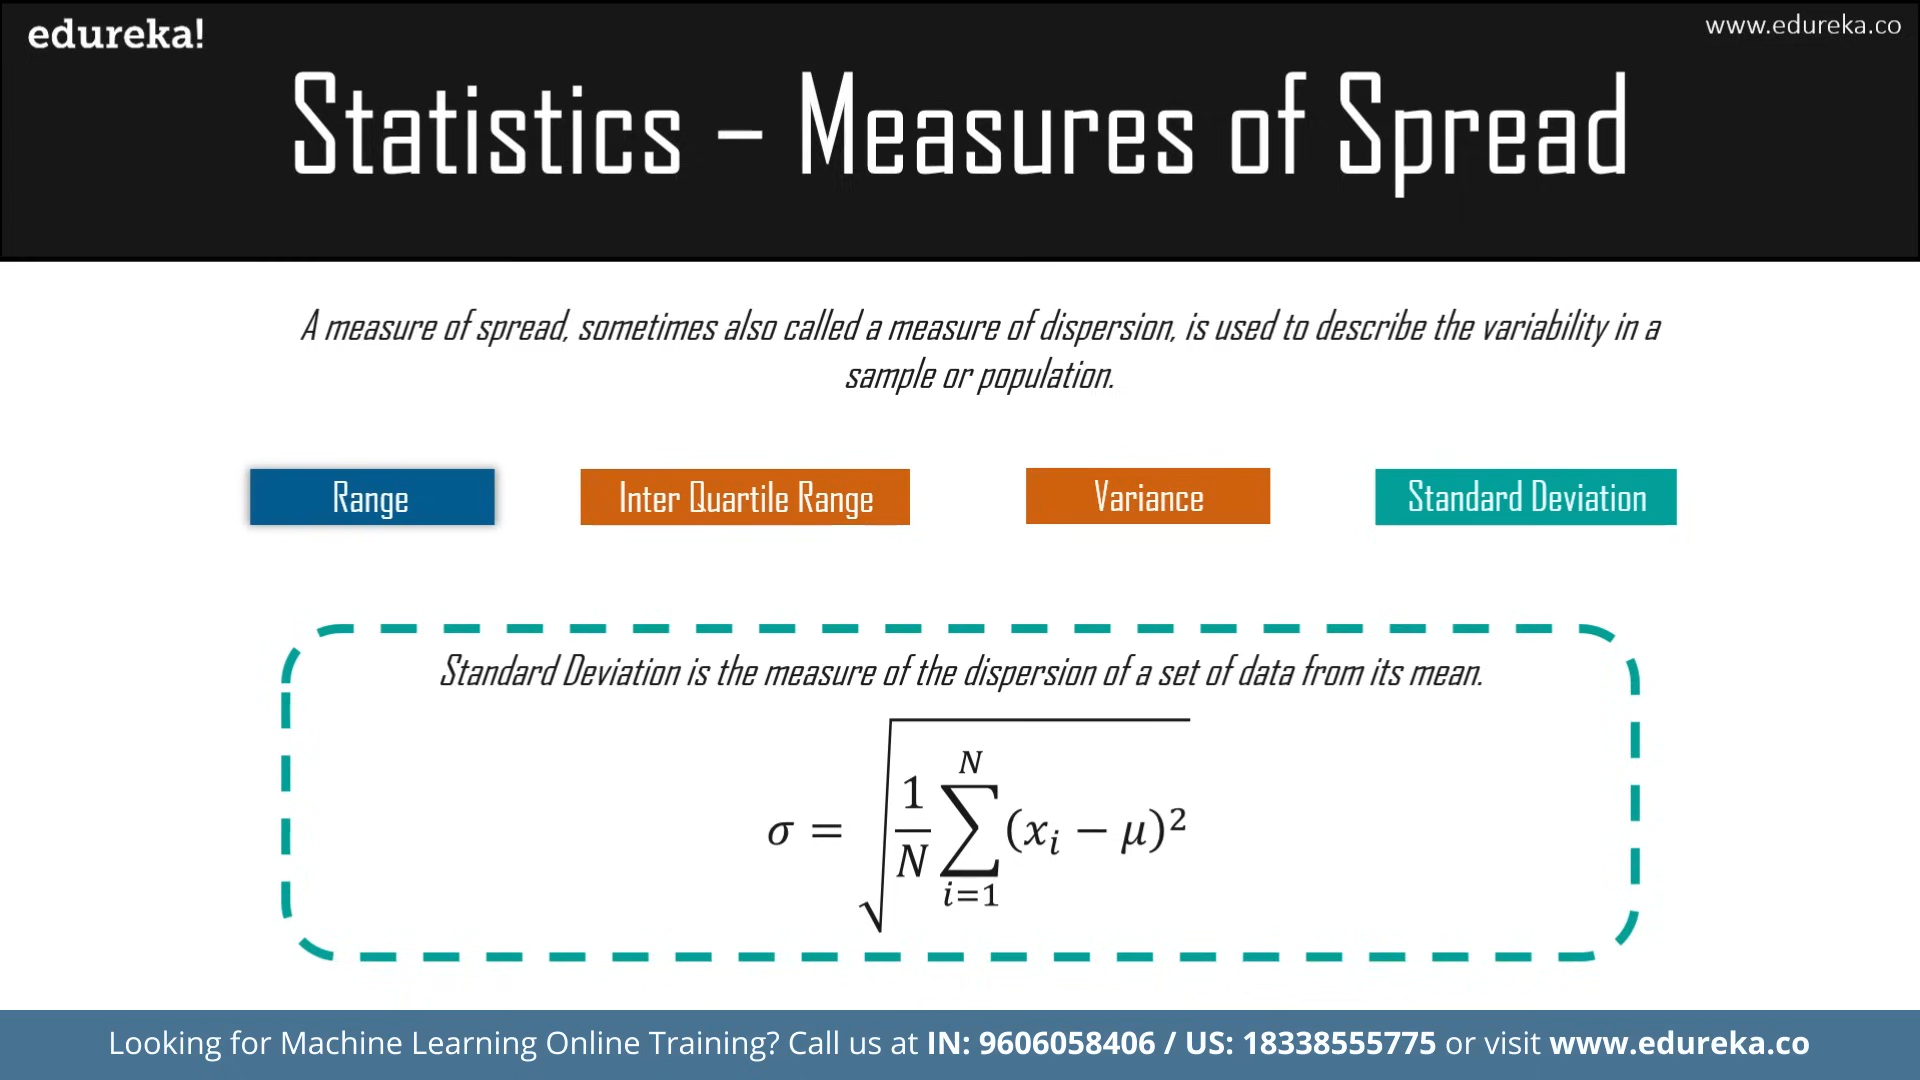 edureka!
www.edureka.co
Statistics – Measures of Spread
A measure of spread, sometimes also called a measure of dispersion, is used to describe the variability in a
sample or population.
Range
Inter Quartile Range
Variance
Standard Deviation
Standard Deviation is the measure of the dispersion of a set of data from its mean.
σ = √(1/N ∑_{i=1}^{N} (x_i − μ)²)
Looking for Machine Learning Online Training? Call us at IN: 9606058406 / US: 18338555775 or visit www.edureka.co